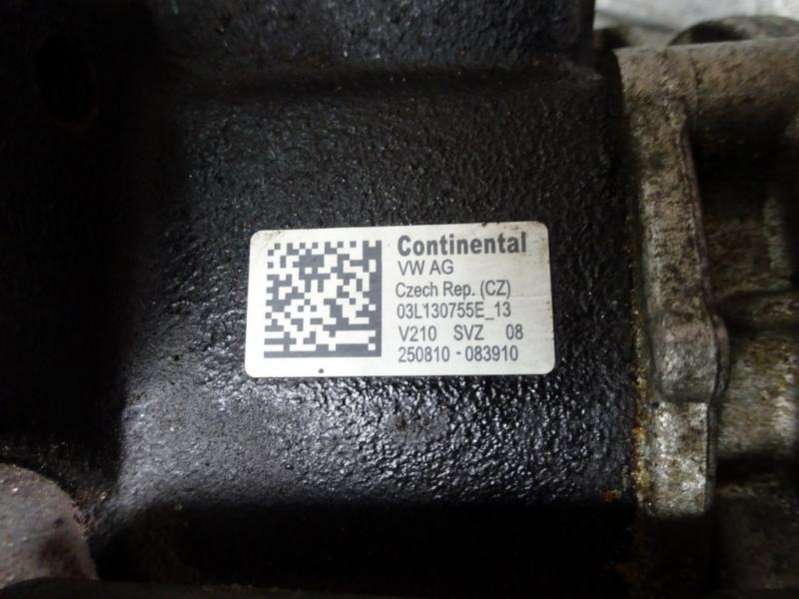 Continental
VW AG
Czech Rep. (CZ)
03L130755E_13
V210 SVZ 08
250810 - 083910